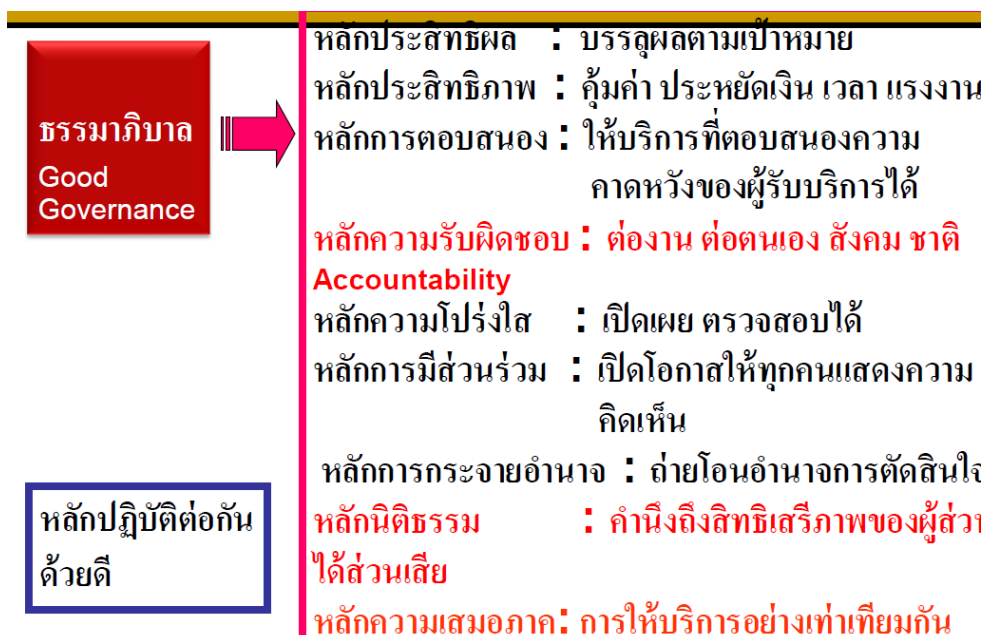 ธรรมาภิบาล
Good
Governance
หลักปฏิบัติต่อกัน
ด้วยดี
หลักประสิทธิผล : บรรลุผลตามเป้าหมาย
หลักประสิทธิภาพ : คุ้มค่า ประหยัดเงิน เวลา แรงงาน
หลักการตอบสนอง : ให้บริการที่ตอบสนองความ
คาดหวังของผู้รับบริการได้
หลักความรับผิดชอบ : ต่องาน ต่อตนเอง สังคม ชาติ
Accountability
หลักความโปร่งใส : เปิดเผย ตรวจสอบได้
หลักการมีส่วนร่วม : เปิดโอกาสให้ทุกคนแสดงความ
คิดเห็น
หลักการกระจายอำนาจ : ถ่ายโอนอำนาจการตัดสินใจ
หลักนิติธรรม : คำนึงถึงสิทธิเสรีภาพของผู้ส่วน
ได้ส่วนเสีย
หลักความเสมอภาค: การให้บริการอย่างเท่าเทียมกัน